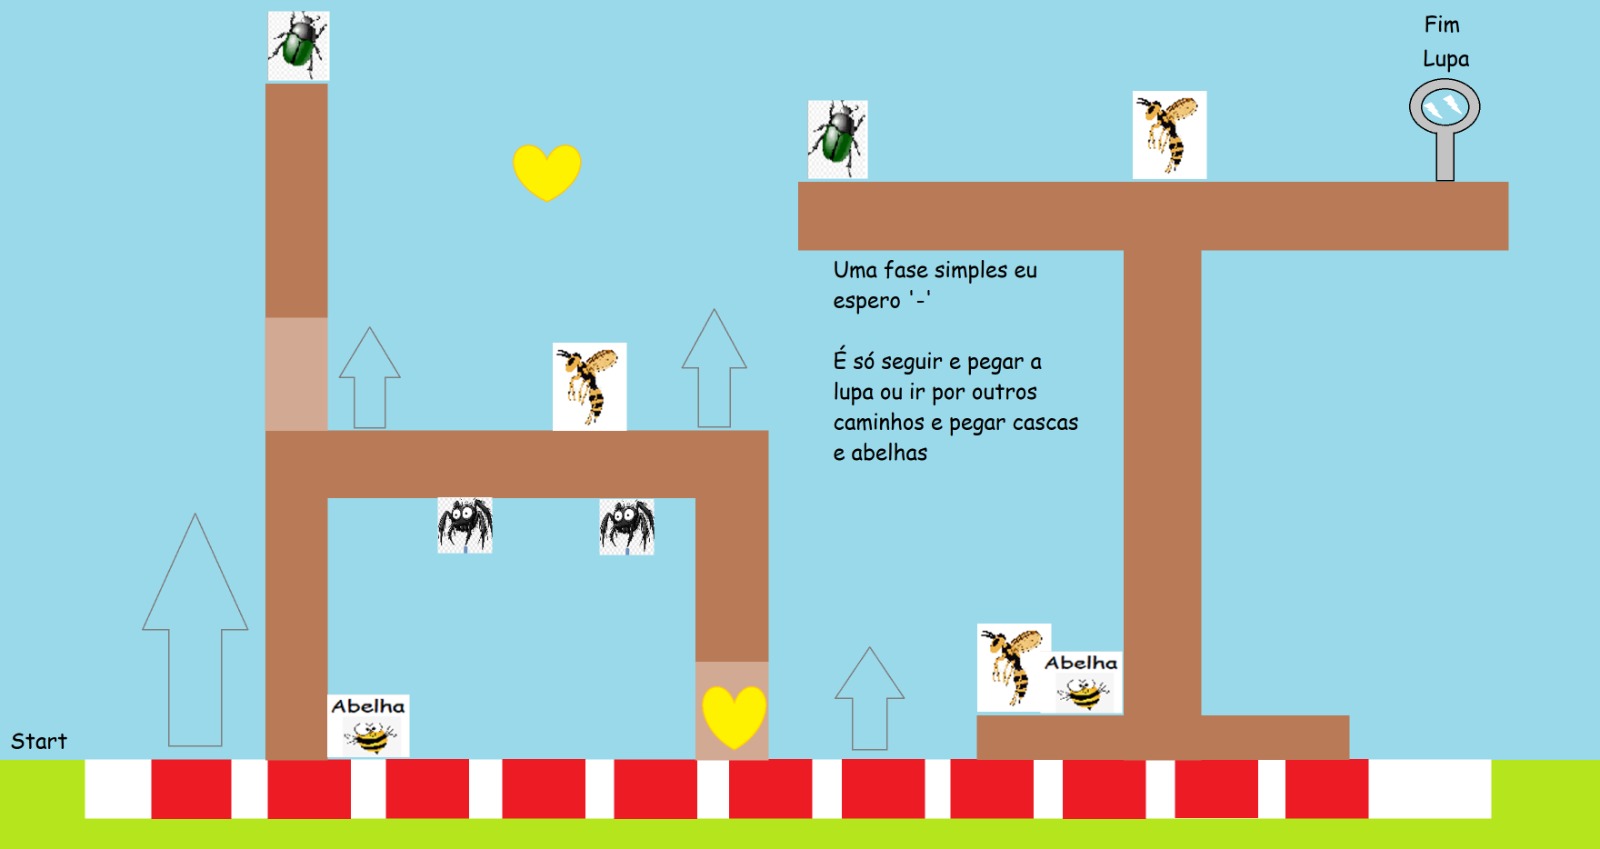 Fim
Lupa
Uma fase simples eu
espero '-'
É só seguir e pegar a
lupa ou ir por outros
caminhos e pegar cascas
e abelhas
Abelha
Abelha
Start